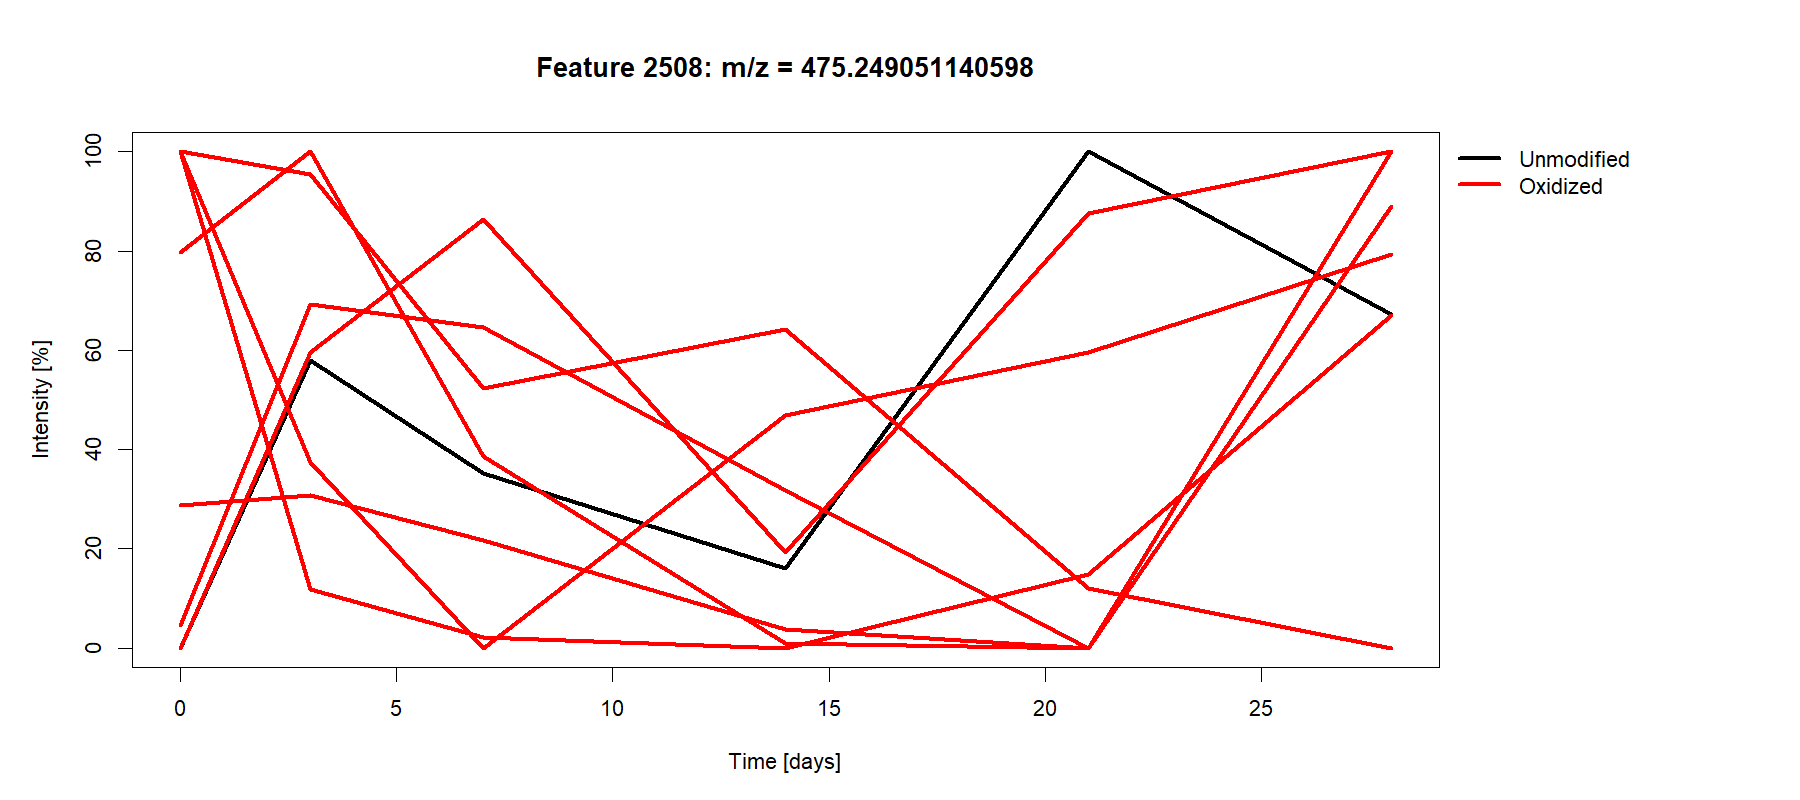 Feature 2508: m/z = 475.249051140598
Unmodified
Oxidized
Intensity [%]
100
80
60
40
20
0
0 5 10 15 20 25
Time [days]